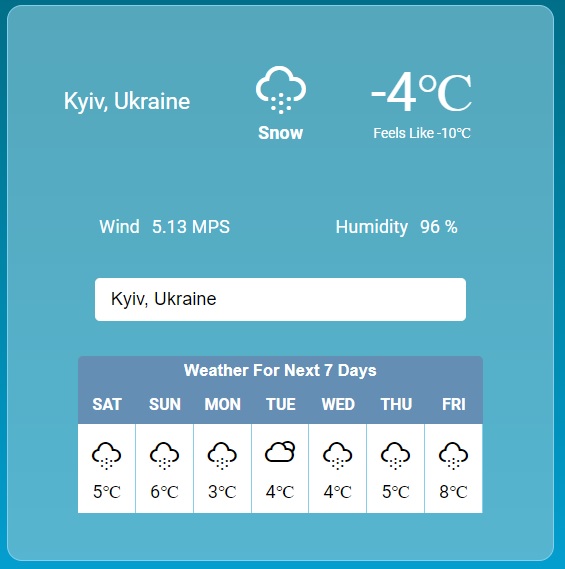 Kyiv, Ukraine
Snow
-4°C
Feels Like -10°C
Wind 5.13 MPS Humidity 96 %
Kyiv, Ukraine
Weather For Next 7 Days
SAT SUN MON TUE WED THU FRI
5°C 6°C 3°C 4°C 4°C 5°C 8°C